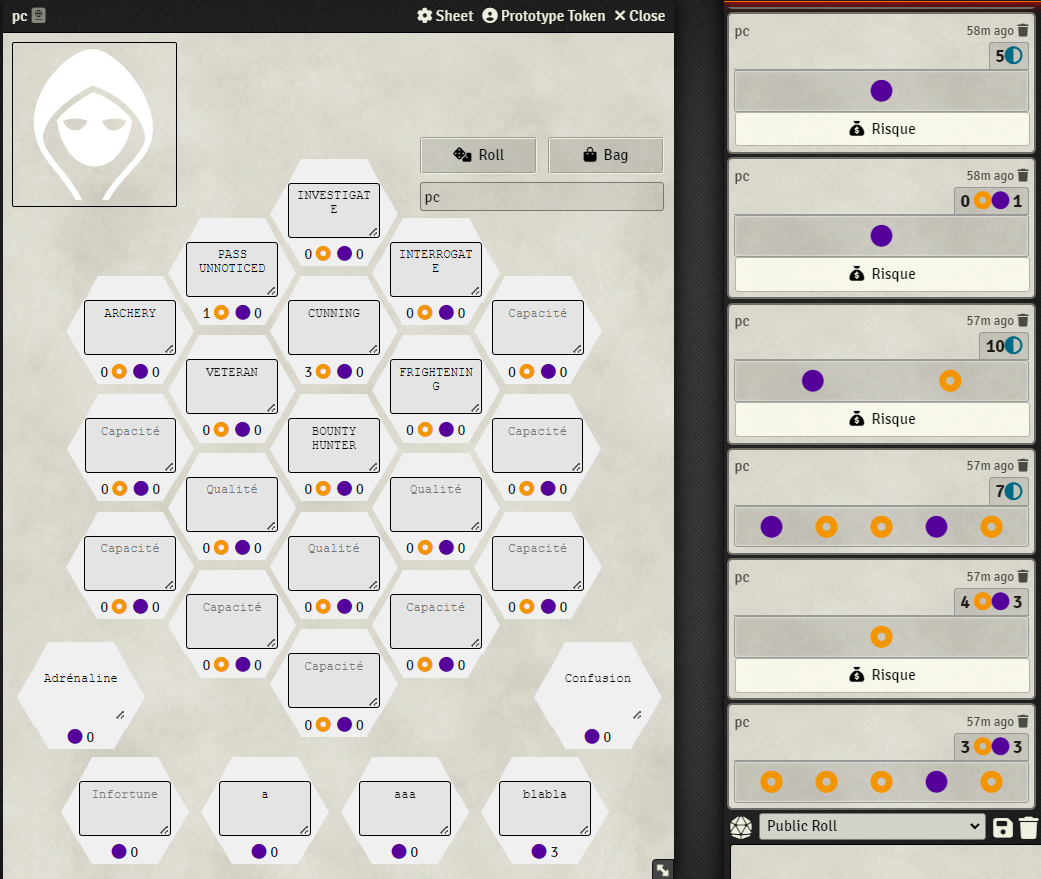 pc
Sheet Prototype Token Close
Roll Bag
pc
INVESTIGAT
E
0 0
PASS
UNNOTICED
1 0
INTERROGAT
E
0 0
ARCHERY
0 0
CUNNING
3 0
Capacité
0 0
VETERAN
0 0
FRIGHTENIN
G
0 0
Capacité
0 0
BOUNTY
HUNTER
0 0
Capacité
0 0
Qualité
0 0
Qualité
0 0
Capacité
0 0
Qualité
0 0
Capacité
0 0
Capacité
0 0
Capacité
0 0
Capacité
0 0
Adrénaline
0
Confusion
0
Infortune
0
a
0
aaa
0
blabla
3
pc 58m ago
5
Risque
pc 58m ago
0 1
Risque
pc 57m ago
10
Risque
pc 57m ago
7
pc 57m ago
4 3
Risque
pc 57m ago
3 3
Public Roll